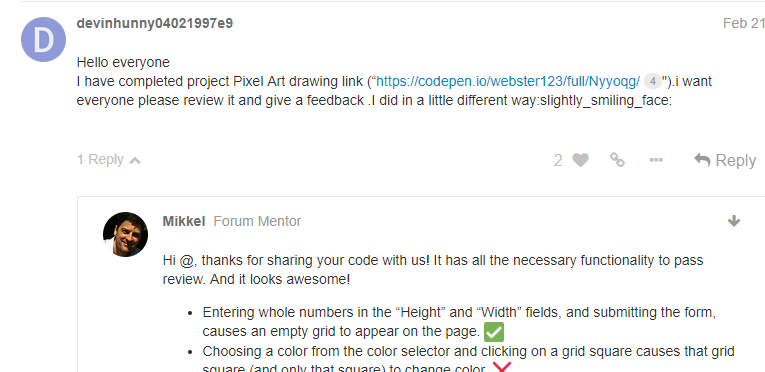 D
devinhunny04021997e9
Feb 21
Hello everyone
I have completed project Pixel Art drawing link (“https://codepen.io/webster123/full/Nyyoqg/ 4 ").i want
everyone please review it and give a feedback .I did in a little different way:slightly_smiling_face:
1 Reply
2
Reply
Mikkel Forum Mentor
Hi @, thanks for sharing your code with us! It has all the necessary functionality to pass
review. And it looks awesome!
• Entering whole numbers in the “Height” and “Width” fields, and submitting the form,
causes an empty grid to appear on the page. ✅
• Choosing a color from the color selector and clicking on a grid square causes that grid
square (and only that square) to change color. ❌